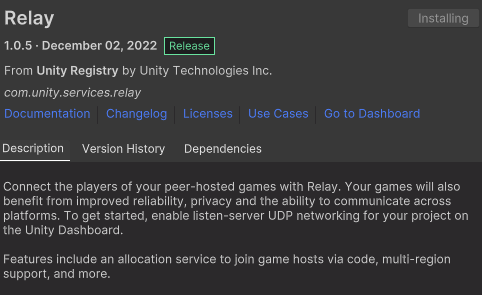 Relay
Installing
1.0.5 · December 02, 2022 Release
From Unity Registry by Unity Technologies Inc.
com.unity.services.relay
Documentation Changelog Licenses Use Cases Go to Dashboard
Description Version History Dependencies
Connect the players of your peer-hosted games with Relay. Your games will also
benefit from improved reliability, privacy and the ability to communicate across
platforms. To get started, enable listen-server UDP networking for your project on
the Unity Dashboard.
Features include an allocation service to join game hosts via code, multi-region
support, and more.